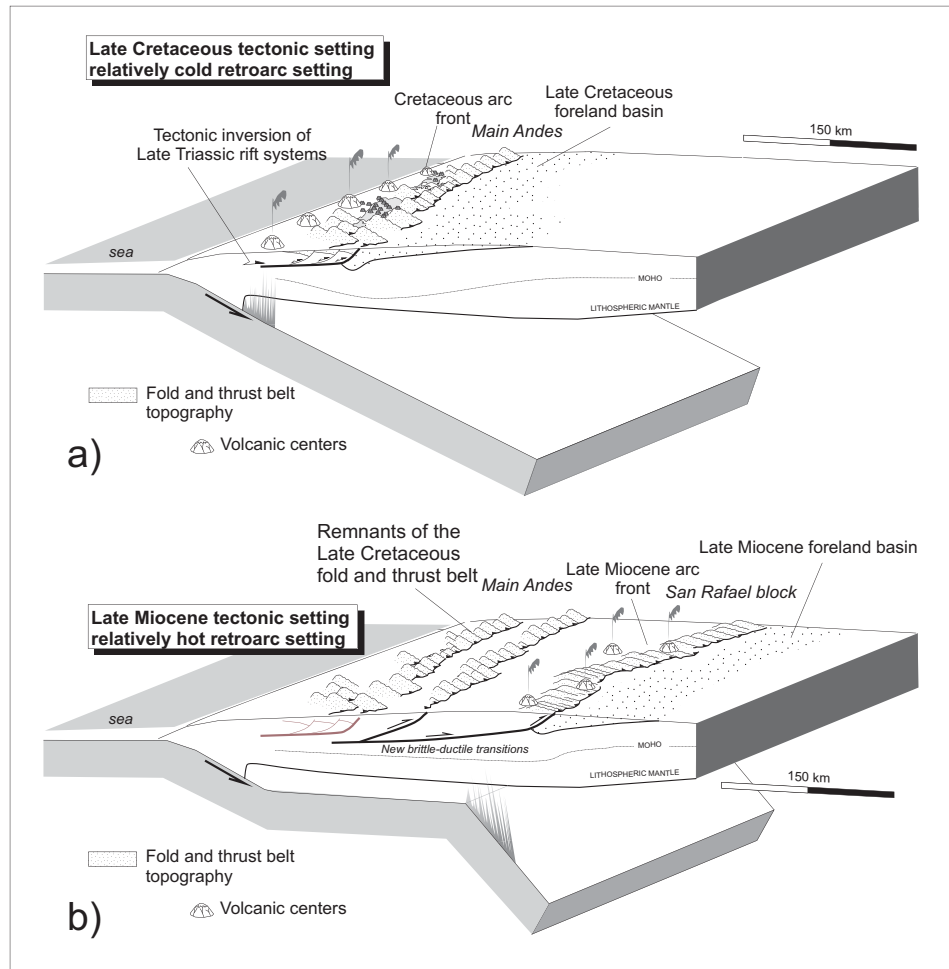 Late Cretaceous tectonic setting
relatively cold retroarc setting
Late Cretaceous
foreland basin
Cretaceous arc
front
Main Andes
150 km
Tectonic inversion of
Late Triassic rift systems
sea
MOHO
LITHOSPHERIC MANTLE
Fold and thrust belt
topography
Volcanic centers
a)
Remnants of the
Late Cretaceous
fold and thrust belt
Main Andes
Late Miocene arc
front
Late Miocene foreland basin
San Rafael block
Late Miocene tectonic setting
relatively hot retroarc setting
sea
New brittle-ductile transitions
MOHO
LITHOSPHERIC MANTLE
150 km
Fold and thrust belt
topography
Volcanic centers
b)